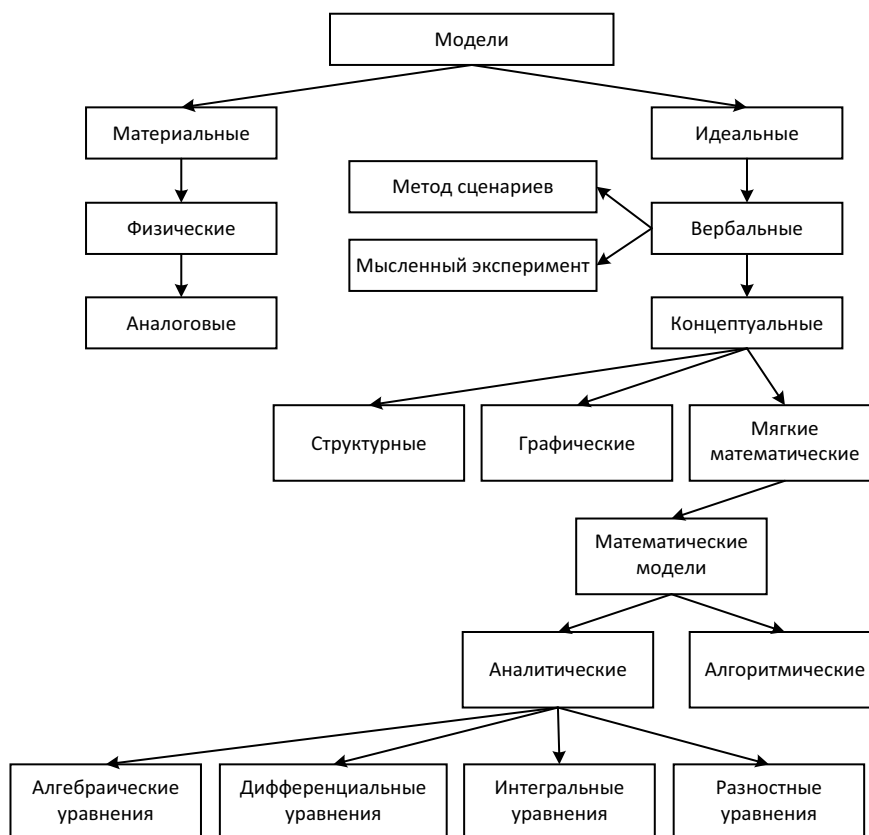 Модели
Материальные
Идеальные
Метод сценариев
Физические
Вербальные
Мысленный эксперимент
Аналоговые
Концептуальные
Структурные
Графические
Мягкие
математические
Математические
модели
Аналитические
Алгоритмические
Алгебраические
уравнения
Дифференциальные
уравнения
Интегральные
уравнения
Разностные
уравнения